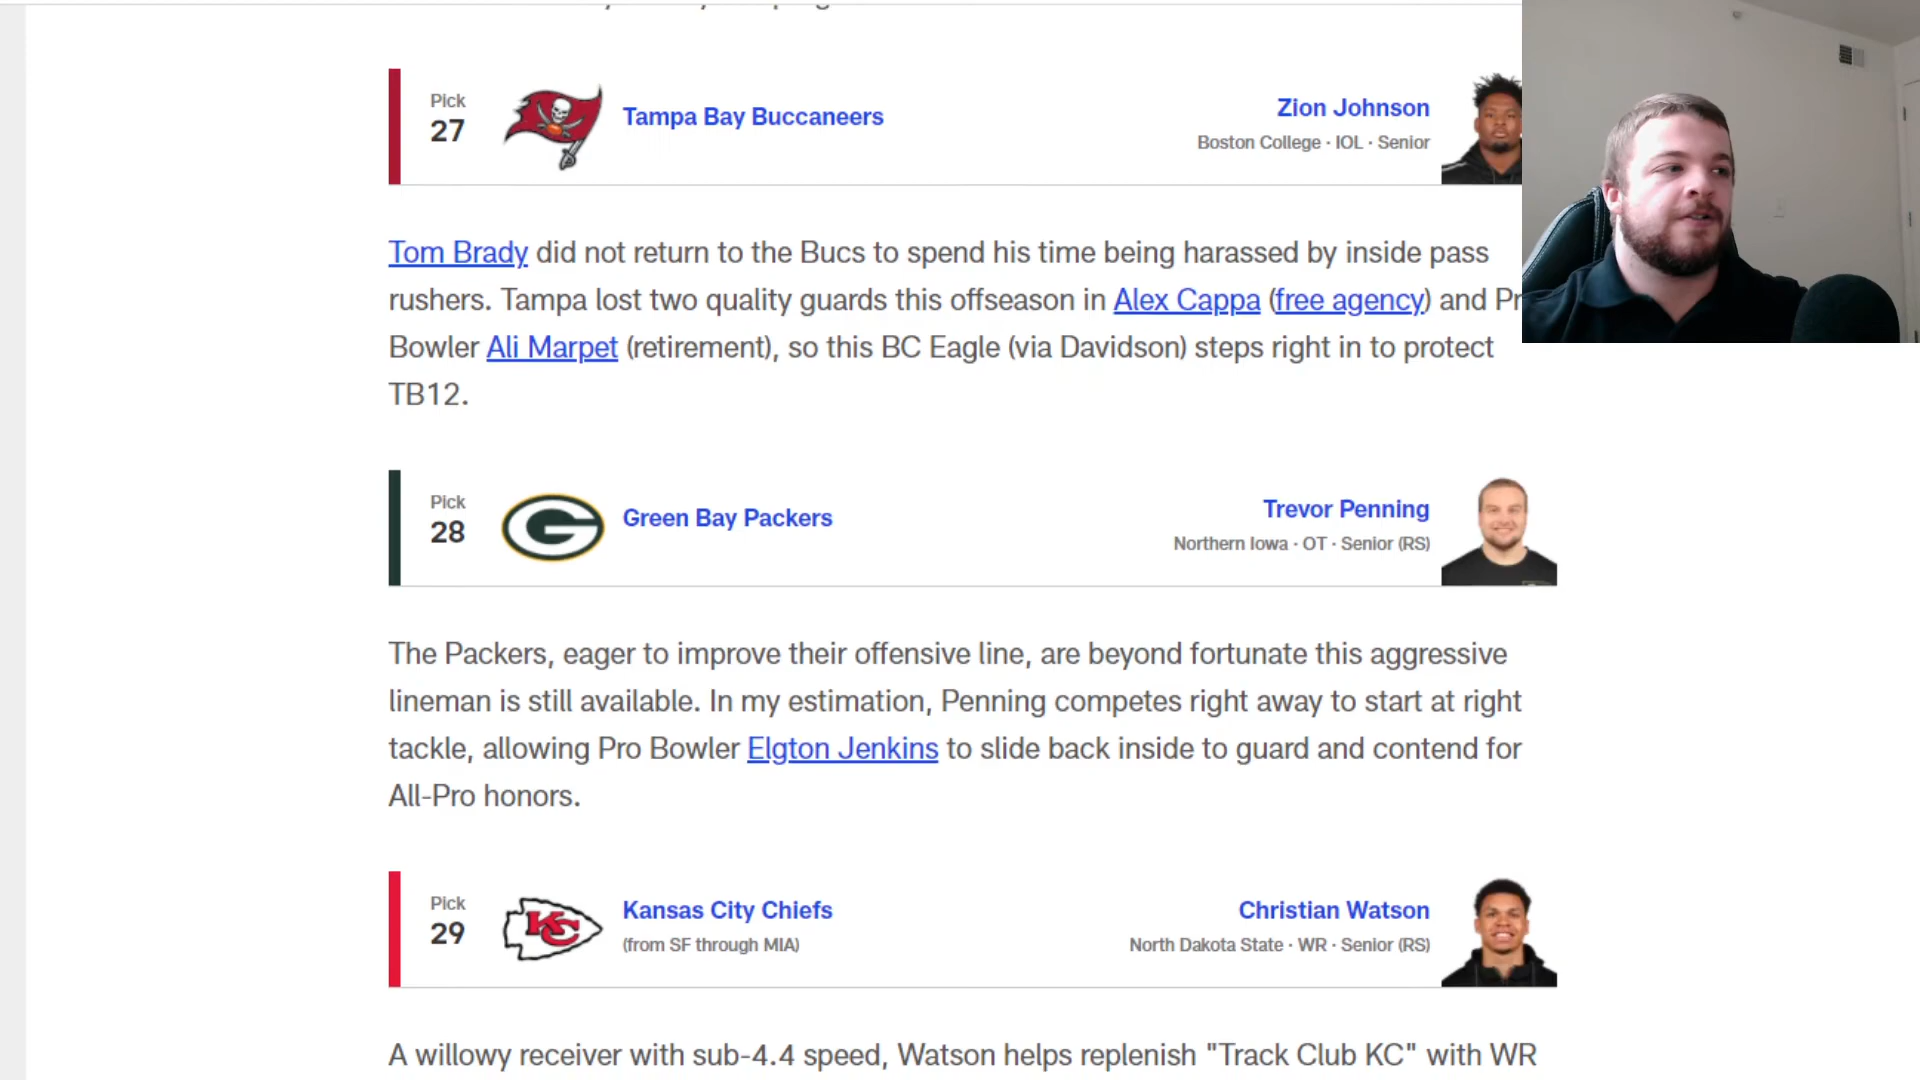 Pick
27
Tampa Bay Buccaneers
Zion Johnson
Boston College · IOL · Senior
Tom Brady did not return to the Bucs to spend his time being harassed by inside pass
rushers. Tampa lost two quality guards this offseason in Alex Cappa (free agency) and
Bowler Ali Marpet (retirement), so this BC Eagle (via Davidson) steps right in to protect
TB12.
Pick
28
G
Green Bay Packers
Trevor Penning
Northern Iowa · OT · Senior (RS)
The Packers, eager to improve their offensive line, are beyond fortunate this aggressive
lineman is still available. In my estimation, Penning competes right away to start at right
tackle, allowing Pro Bowler Elgton Jenkins to slide back inside to guard and contend for
All-Pro honors.
Pick
29
KC
Kansas City Chiefs
(from SF through MIA)
Christian Watson
North Dakota State · WR · Senior (RS)
A willowy receiver with sub-4.4 speed, Watson helps replenish "Track Club KC" with WR